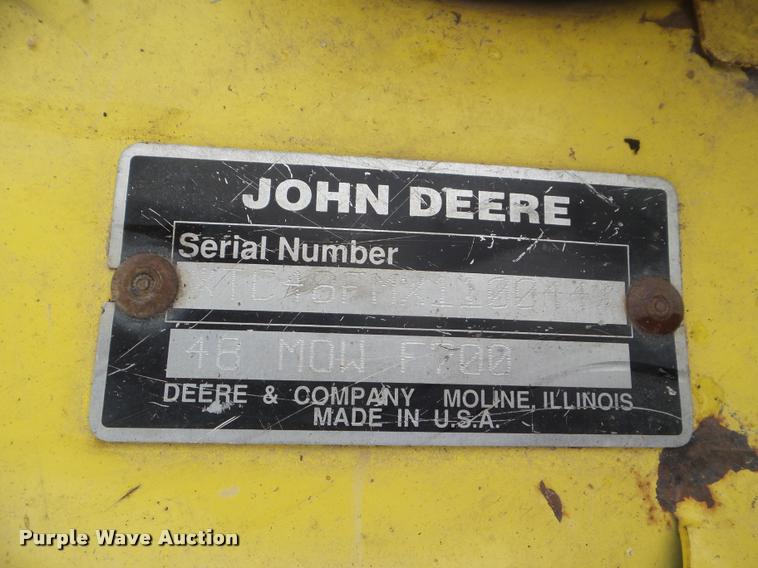 JOHN DEERE
Serial Number
48 MOW F700
DEERE & COMPANY MOLINE, ILLINOIS
MADE IN U.S.A.
Purple Wave Auction